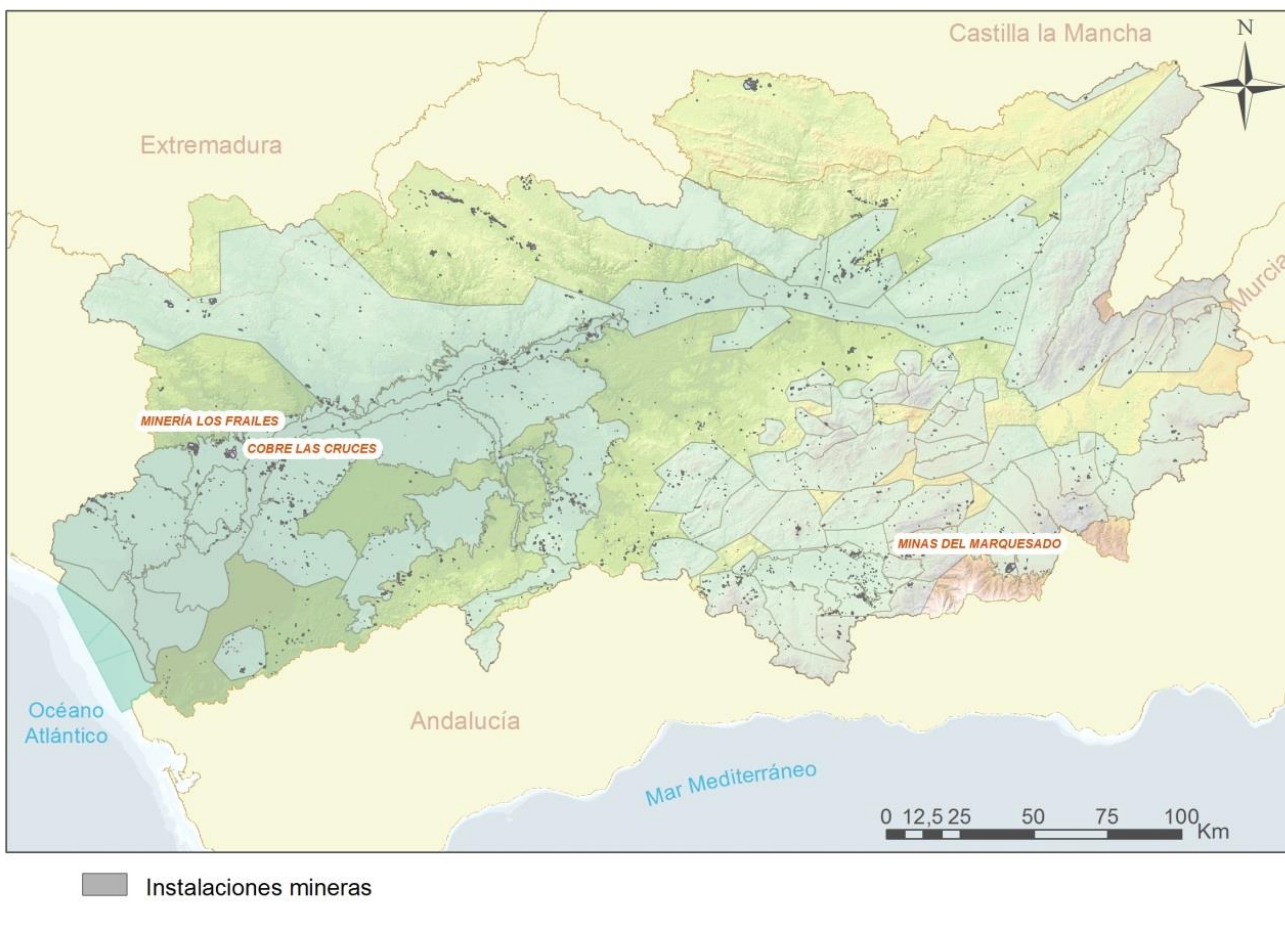 Castilla la Mancha
N
Extremadura
Murcia
MINERÍA LOS FRAILES
COBRE LAS CRUCES
MINAS DEL MARQUESADO
Océano
Atlántico
Andalucía
Mar Mediterráneo
0 12,5 25 50 75 100
Km
Instalaciones mineras